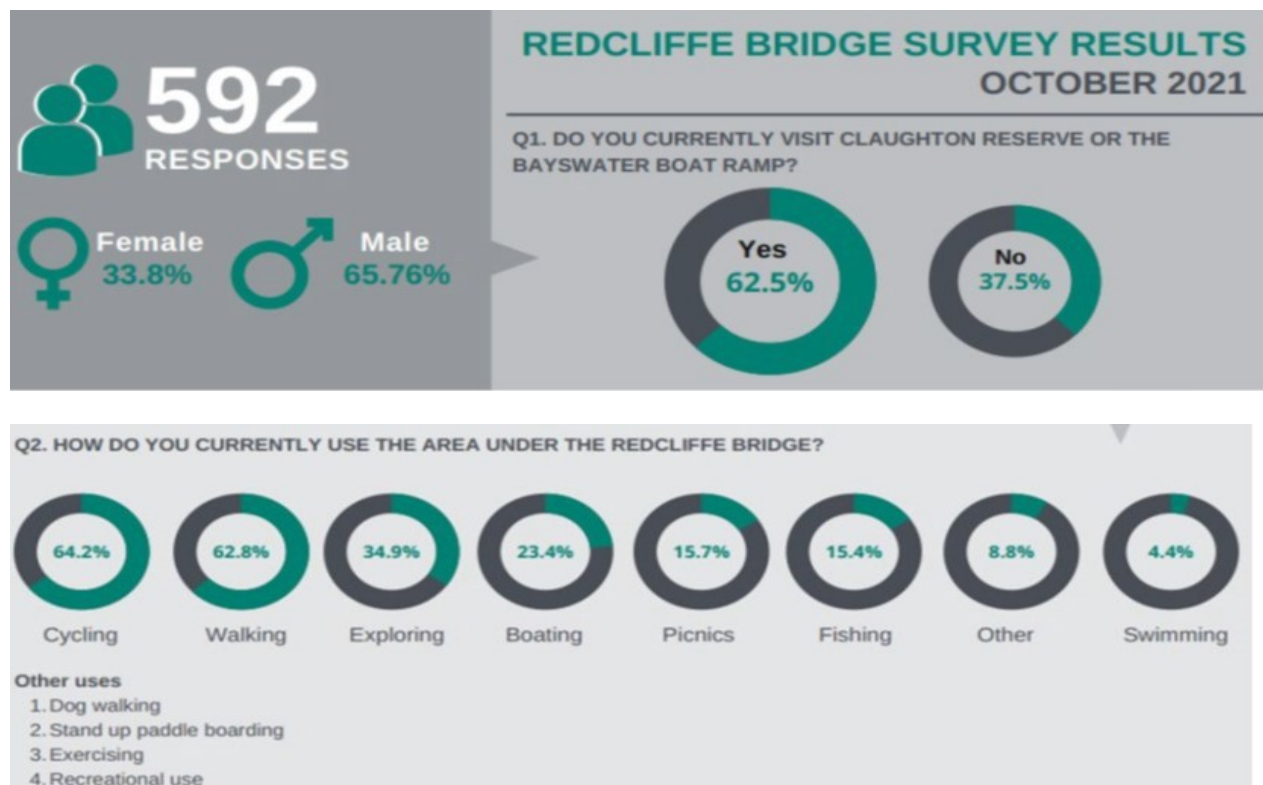 592
RESPONSES
Female
33.8%
Male
65.76%
REDCLIFFE BRIDGE SURVEY RESULTS
OCTOBER 2021
Q1. DO YOU CURRENTLY VISIT CLAUGHTON RESERVE OR THE
BAYSWATER BOAT RAMP?
Yes
62.5%
No
37.5%
Q2. HOW DO YOU CURRENTLY USE THE AREA UNDER THE REDCLIFFE BRIDGE?
64.2% 62.8% 34.9% 23.4% 15.7% 15.4% 8.8% 4.4%
Cycling Walking Exploring Boating Picnics Fishing Other Swimming
Other uses
1. Dog walking
2. Stand up paddle boarding
3. Exercising
4. Recreational use